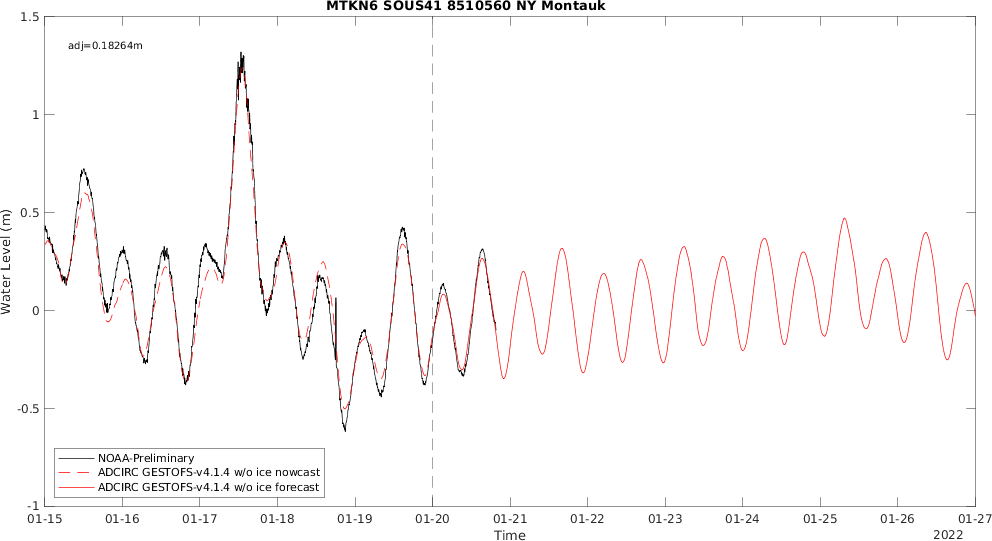 MTKN6 SOUS41 8510560 NY Montauk
adj=0.18264m
1.5
1
0.5
0
-0.5
-1
Water Level (m)
NOAA-Preliminary
ADCIRC GESTOFS-v4.1.4 w/o ice nowcast
ADCIRC GESTOFS-v4.1.4 w/o ice forecast
01-15 01-16 01-17 01-18 01-19 01-20 01-21 01-22 01-23 01-24 01-25 01-26 01-27
Time
2022